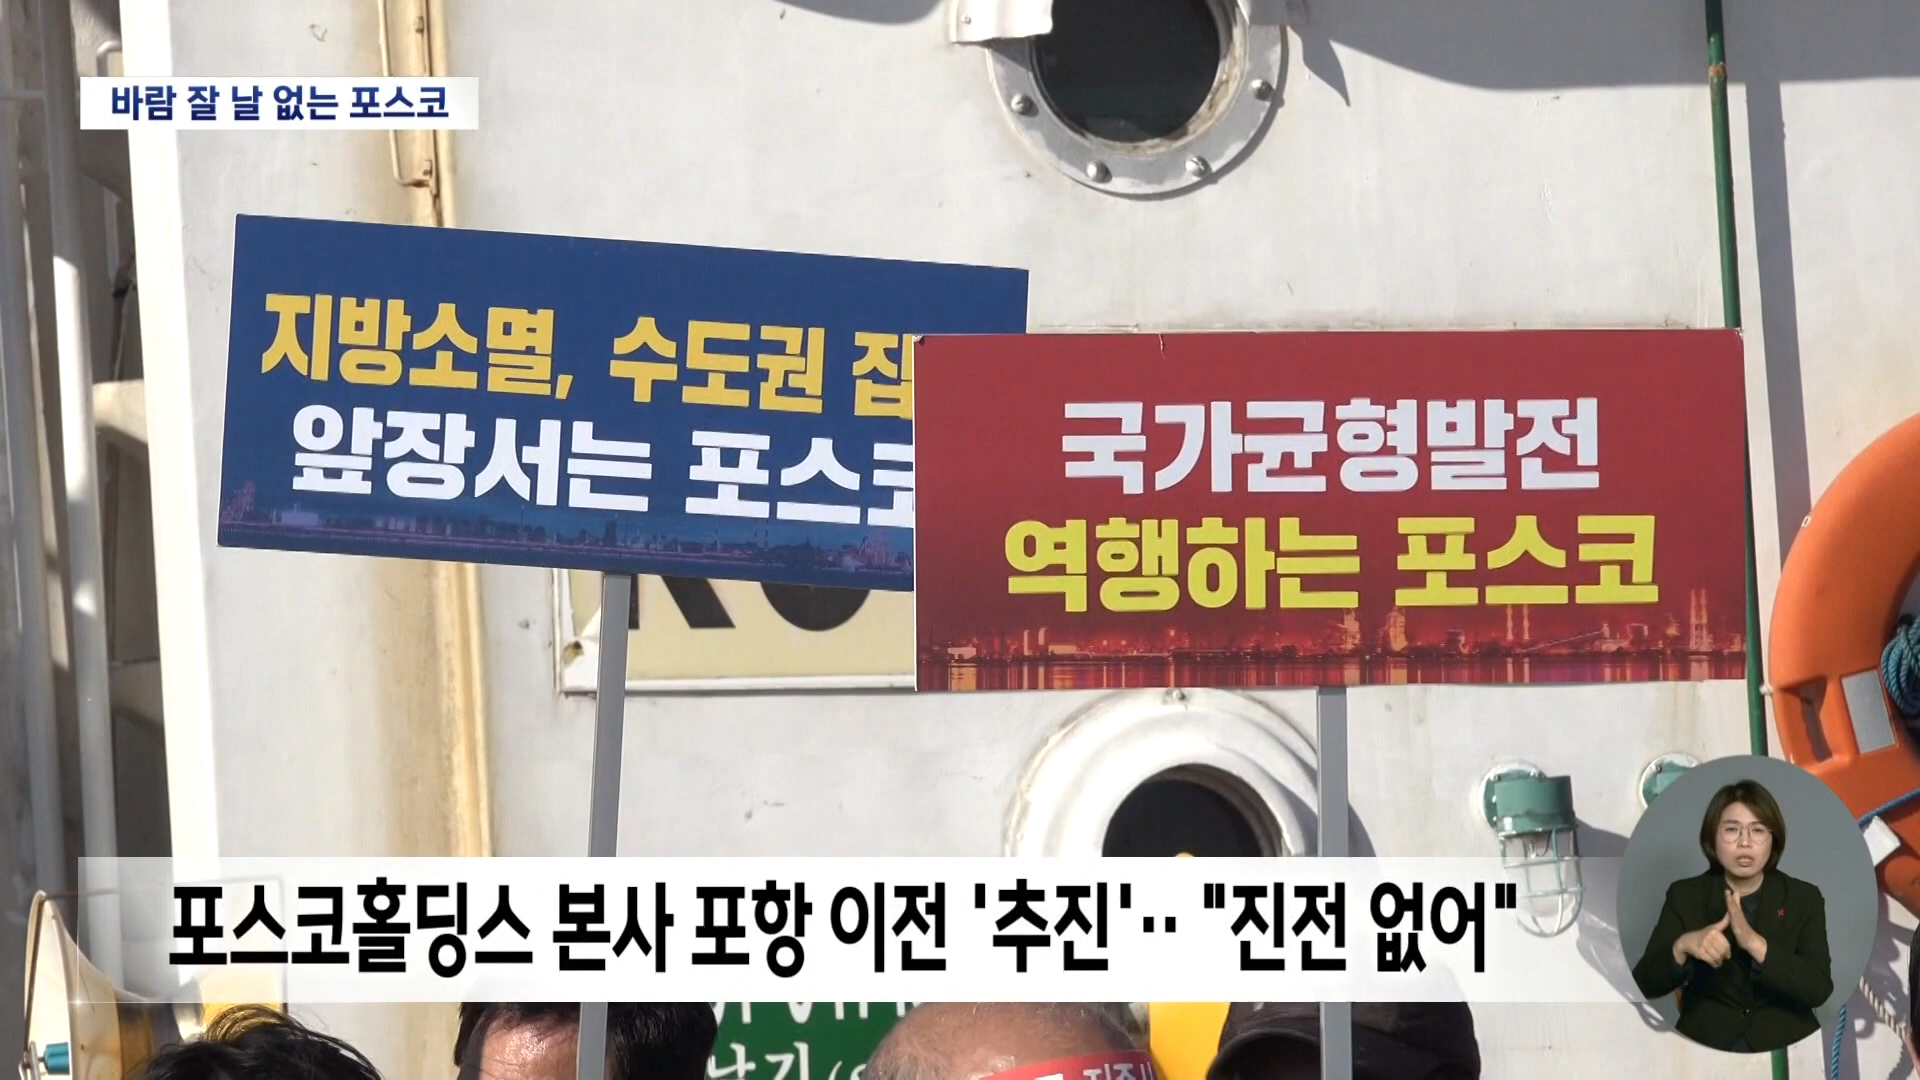 바람 잘 날 없는 포스코
지방소멸, 수도권 집
앞장서는 포스코
국가균형발전
역행하는 포스코
포스코홀딩스 본사 포항 이전 '추진'‥ "진전 없어"